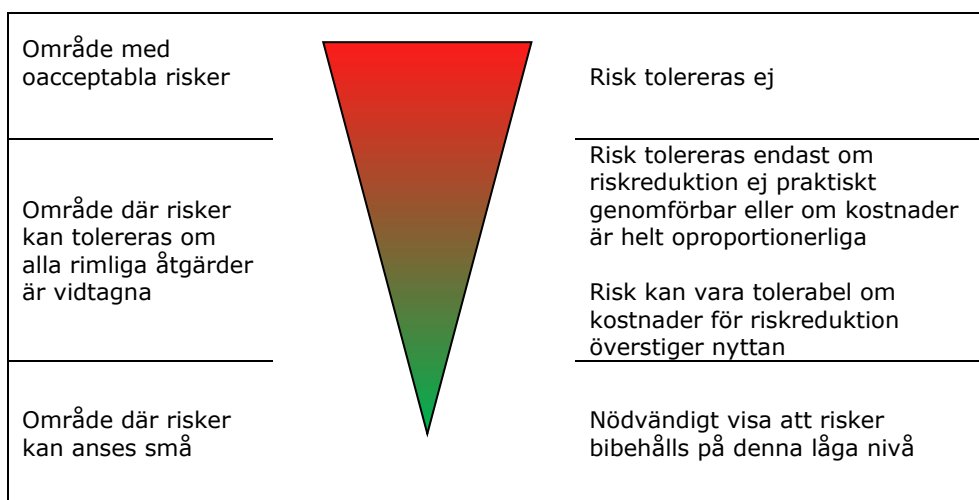 Område med
oacceptabla risker
Risk tolereras ej
Område där risker
kan tolereras om
alla rimliga åtgärder
är vidtagna
Risk tolereras endast om
riskreduktion ej praktiskt
genomförbar eller om kostnader
är helt oproportionerliga
Risk kan vara tolerabel om
kostnader för riskreduktion
överstiger nyttan
Område där risker
kan anses små
Nödvändigt visa att risker
bibehålls på denna låga nivå